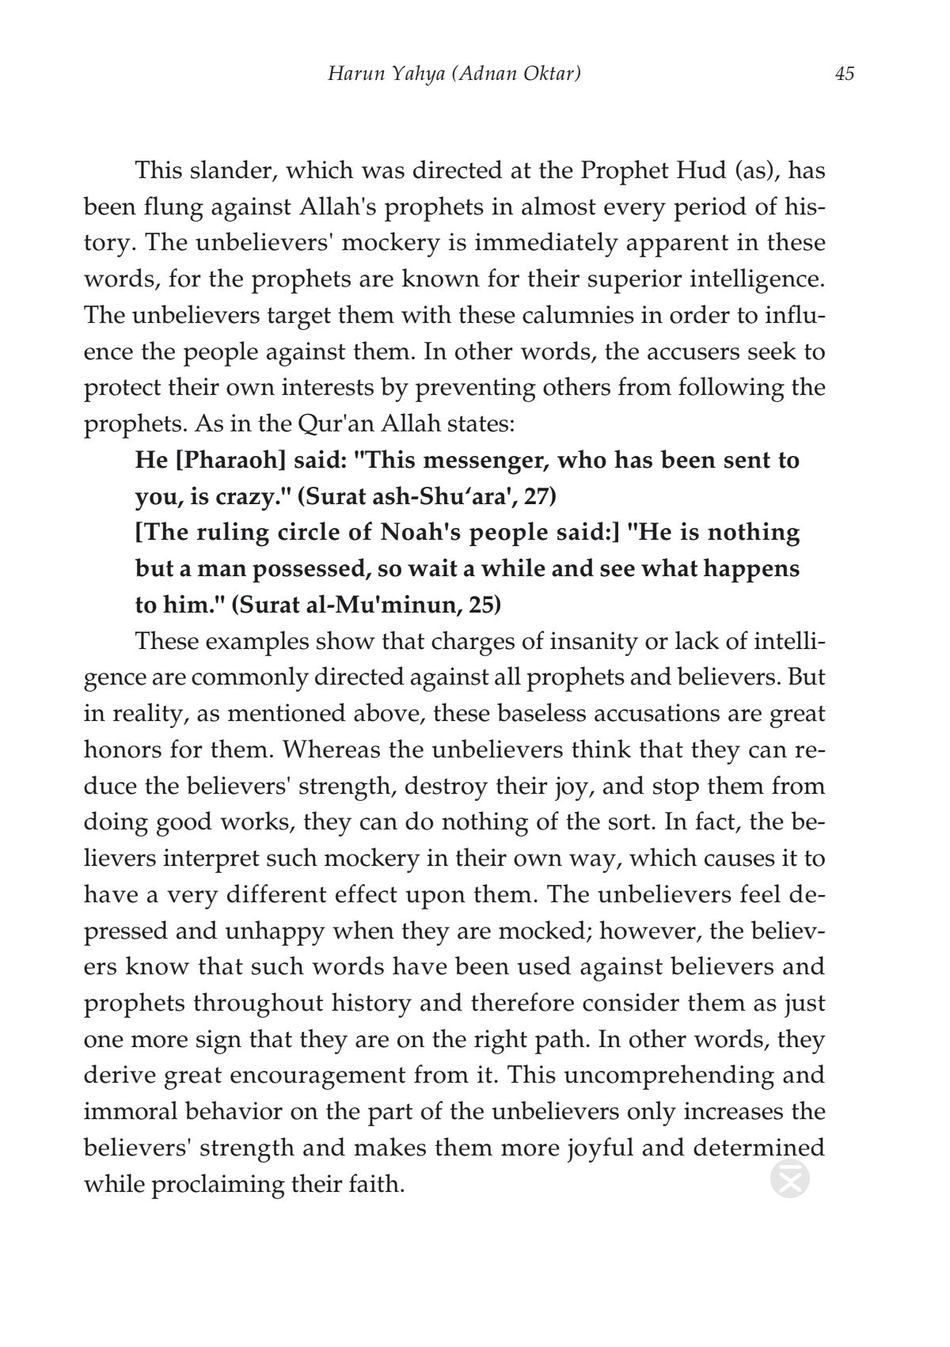 Harun Yahya (Adnan Oktar) 45
This slander, which was directed at the Prophet Hud (as), has
been flung against Allah's prophets in almost every period of his-
tory. The unbelievers' mockery is immediately apparent in these
words, for the prophets are known for their superior intelligence.
The unbelievers target them with these calumnies in order to influ-
ence the people against them. In other words, the accusers seek to
protect their own interests by preventing others from following the
prophets. As in the Qur'an Allah states:
He [Pharaoh] said: "This messenger, who has been sent to
you, is crazy." (Surat ash-Shu‘ara', 27)
[The ruling circle of Noah's people said:] "He is nothing
but a man possessed, so wait a while and see what happens
to him." (Surat al-Mu'minun, 25)
These examples show that charges of insanity or lack of intelli-
gence are commonly directed against all prophets and believers. But
in reality, as mentioned above, these baseless accusations are great
honors for them. Whereas the unbelievers think that they can re-
duce the believers' strength, destroy their joy, and stop them from
doing good works, they can do nothing of the sort. In fact, the be-
lievers interpret such mockery in their own way, which causes it to
have a very different effect upon them. The unbelievers feel de-
pressed and unhappy when they are mocked; however, the believ-
ers know that such words have been used against believers and
prophets throughout history and therefore consider them as just
one more sign that they are on the right path. In other words, they
derive great encouragement from it. This uncomprehending and
immoral behavior on the part of the unbelievers only increases the
believers' strength and makes them more joyful and determined
while proclaiming their faith.